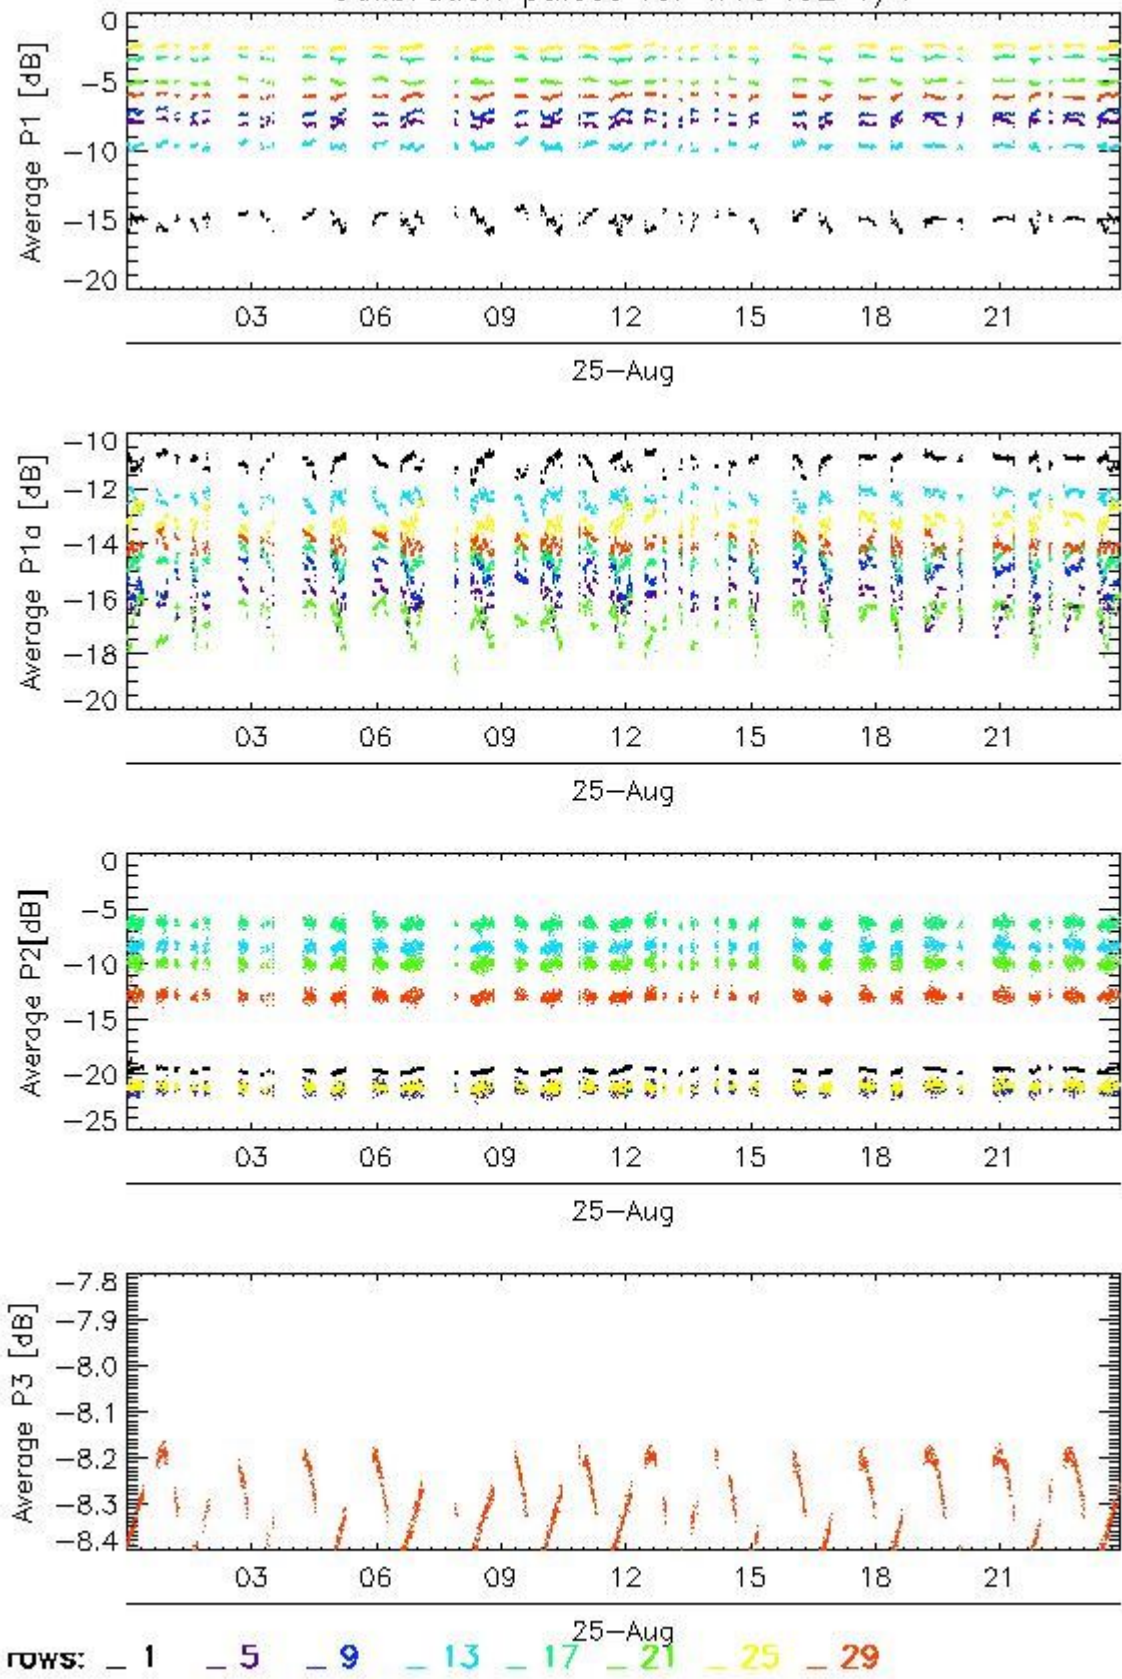 Average P1 [dB]
0
−5
−10
−15
−20
03 06 09 12 15 18 21
25−Aug
Average P1a [dB]
−10
−12
−14
−16
−18
−20
03 06 09 12 15 18 21
25−Aug
Average P2[dB]
0
−5
−10
−15
−20
−25
03 06 09 12 15 18 21
25−Aug
Average P3 [dB]
−7.8
−7.9
−8.0
−8.1
−8.2
−8.3
−8.4
03 06 09 12 15 18 21
25−Aug
rows: _ 1 _ 5 _ 9 _ 13 _ 17 _ 21 _ 25 _ 29